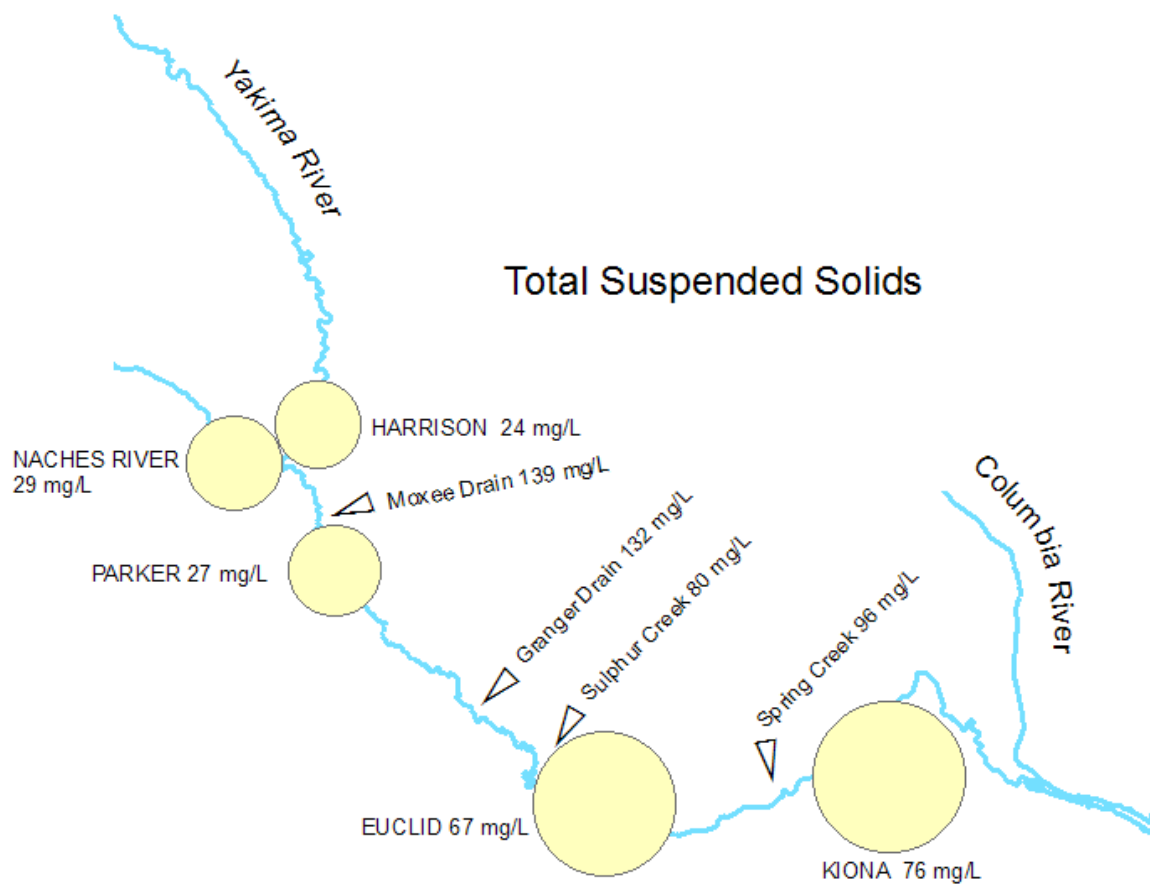 Yakima River
Total Suspended Solids
HARRISON 24 mg/L
NACHES RIVER
29 mg/L
Moxee Drain 139 mg/L
PARKER 27 mg/L
Granger Drain 132 mg/L
Sulphur Creek 80 mg/L
Spring Creek 96 mg/L
Columbia River
EUCLID 67 mg/L
KIONA 76 mg/L